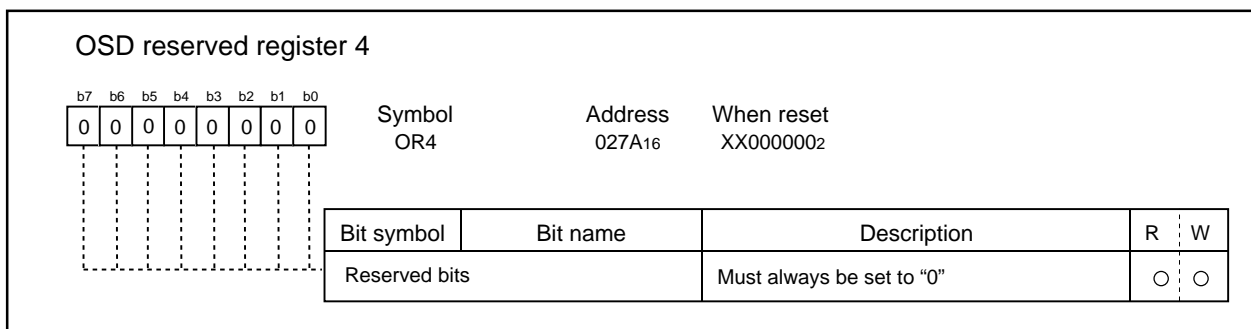 OSD reserved register 4
b7 b6 b5 b4 b3 b2 b1 b0
0 0 0 0 0 0 0 0
Symbol Address When reset
OR4 027A16 XX0000002
Bit symbol Bit name Description R W
Reserved bits Must always be set to “0” ○ ○